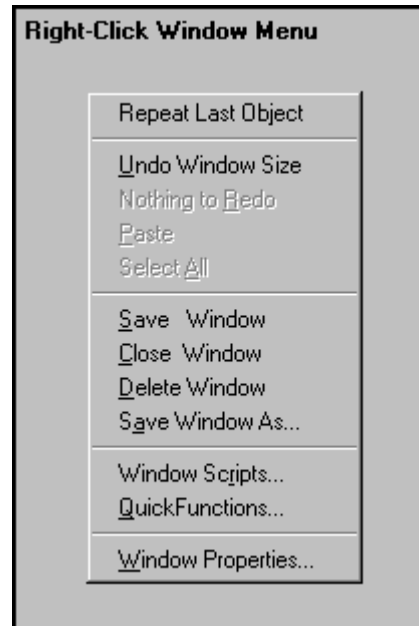 Right-Click Window Menu
Repeat Last Object
Undo Window Size
Nothing to Redo
Paste
Select All
Save Window
Close Window
Delete Window
Save Window As...
Window Scripts...
QuickFunctions...
Window Properties...